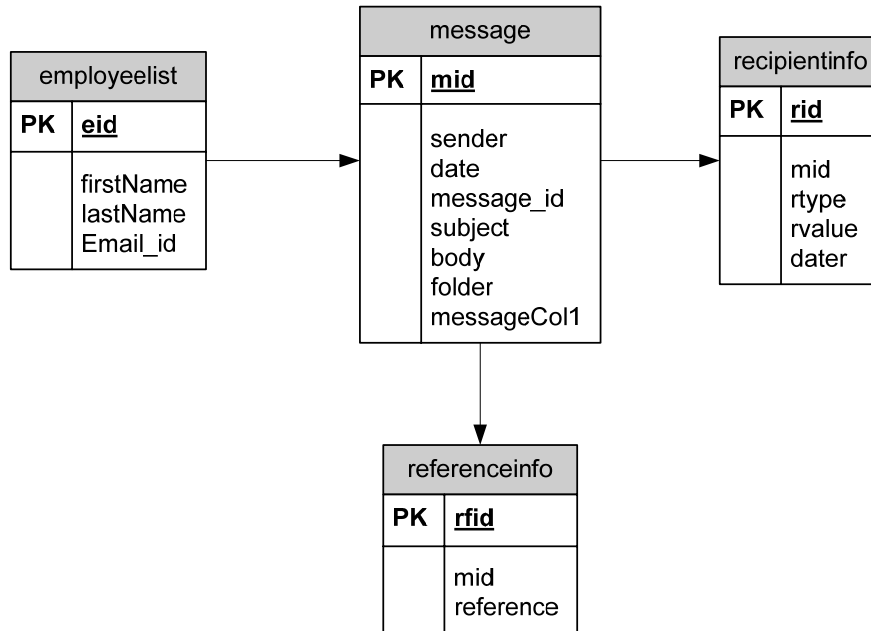 employeelist
PK eid
firstName
lastName
Email_id
message
PK mid
sender
date
message_id
subject
body
folder
messageCol1
recipientinfo
PK rid
mid
rtype
rvalue
dater
referenceinfo
PK rfid
mid
reference